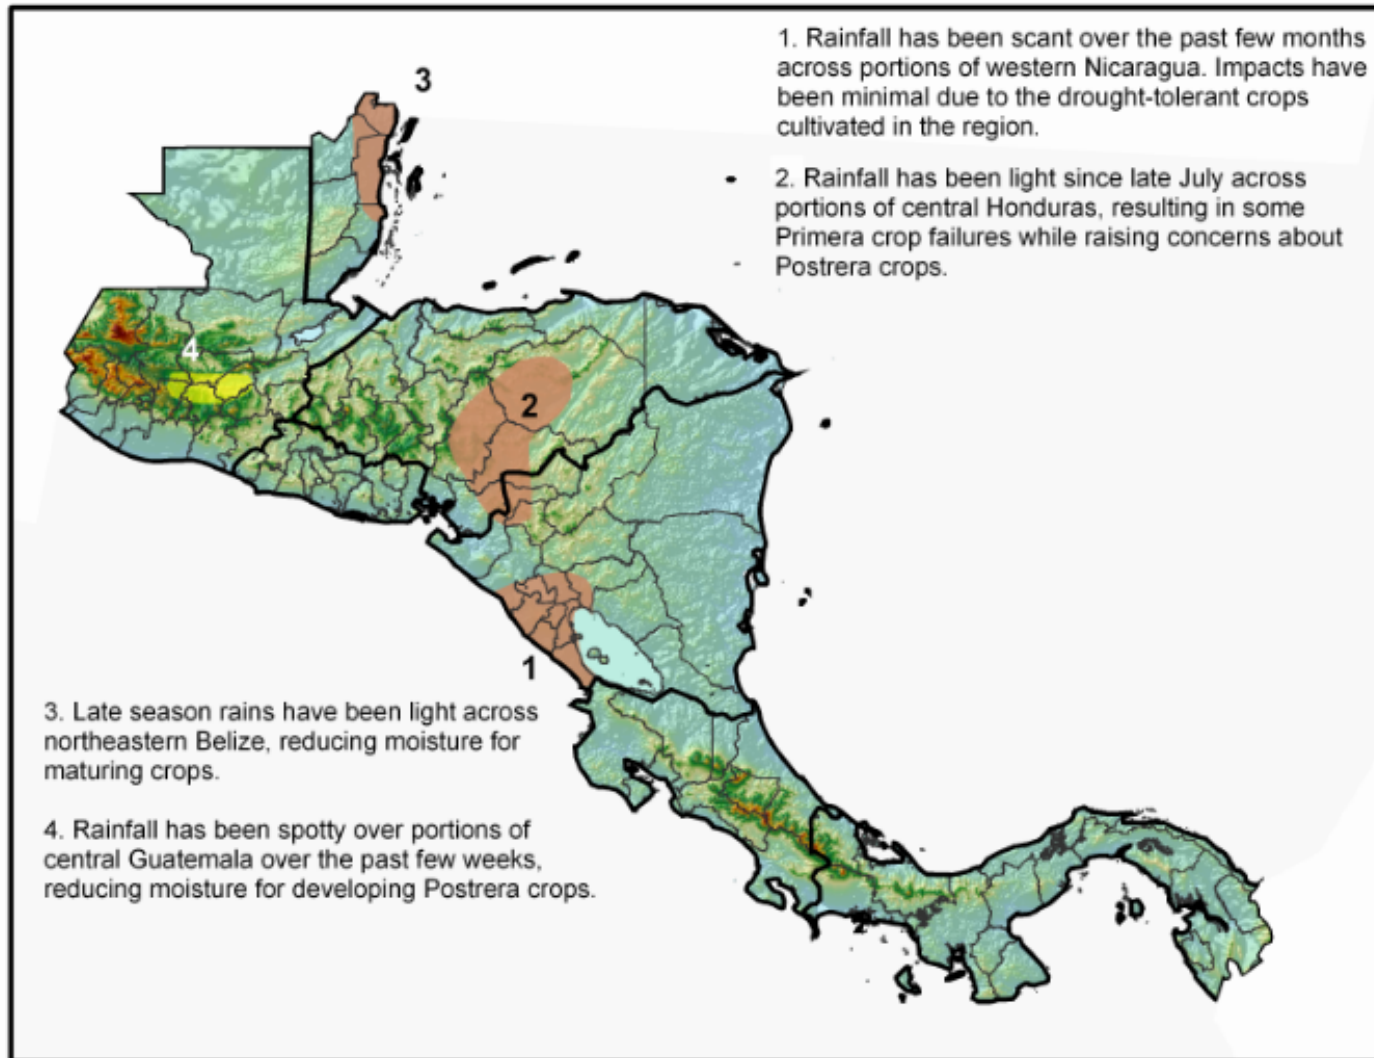 3
1. Rainfall has been scant over the past few months
across portions of western Nicaragua. Impacts have
been minimal due to the drought-tolerant crops
cultivated in the region.
2. Rainfall has been light since late July across
portions of central Honduras, resulting in some
Primera crop failures while raising concerns about
Postrera crops.
4
2
1
3. Late season rains have been light across
northeastern Belize, reducing moisture for
maturing crops.
4. Rainfall has been spotty over portions of
central Guatemala over the past few weeks,
reducing moisture for developing Postrera crops.